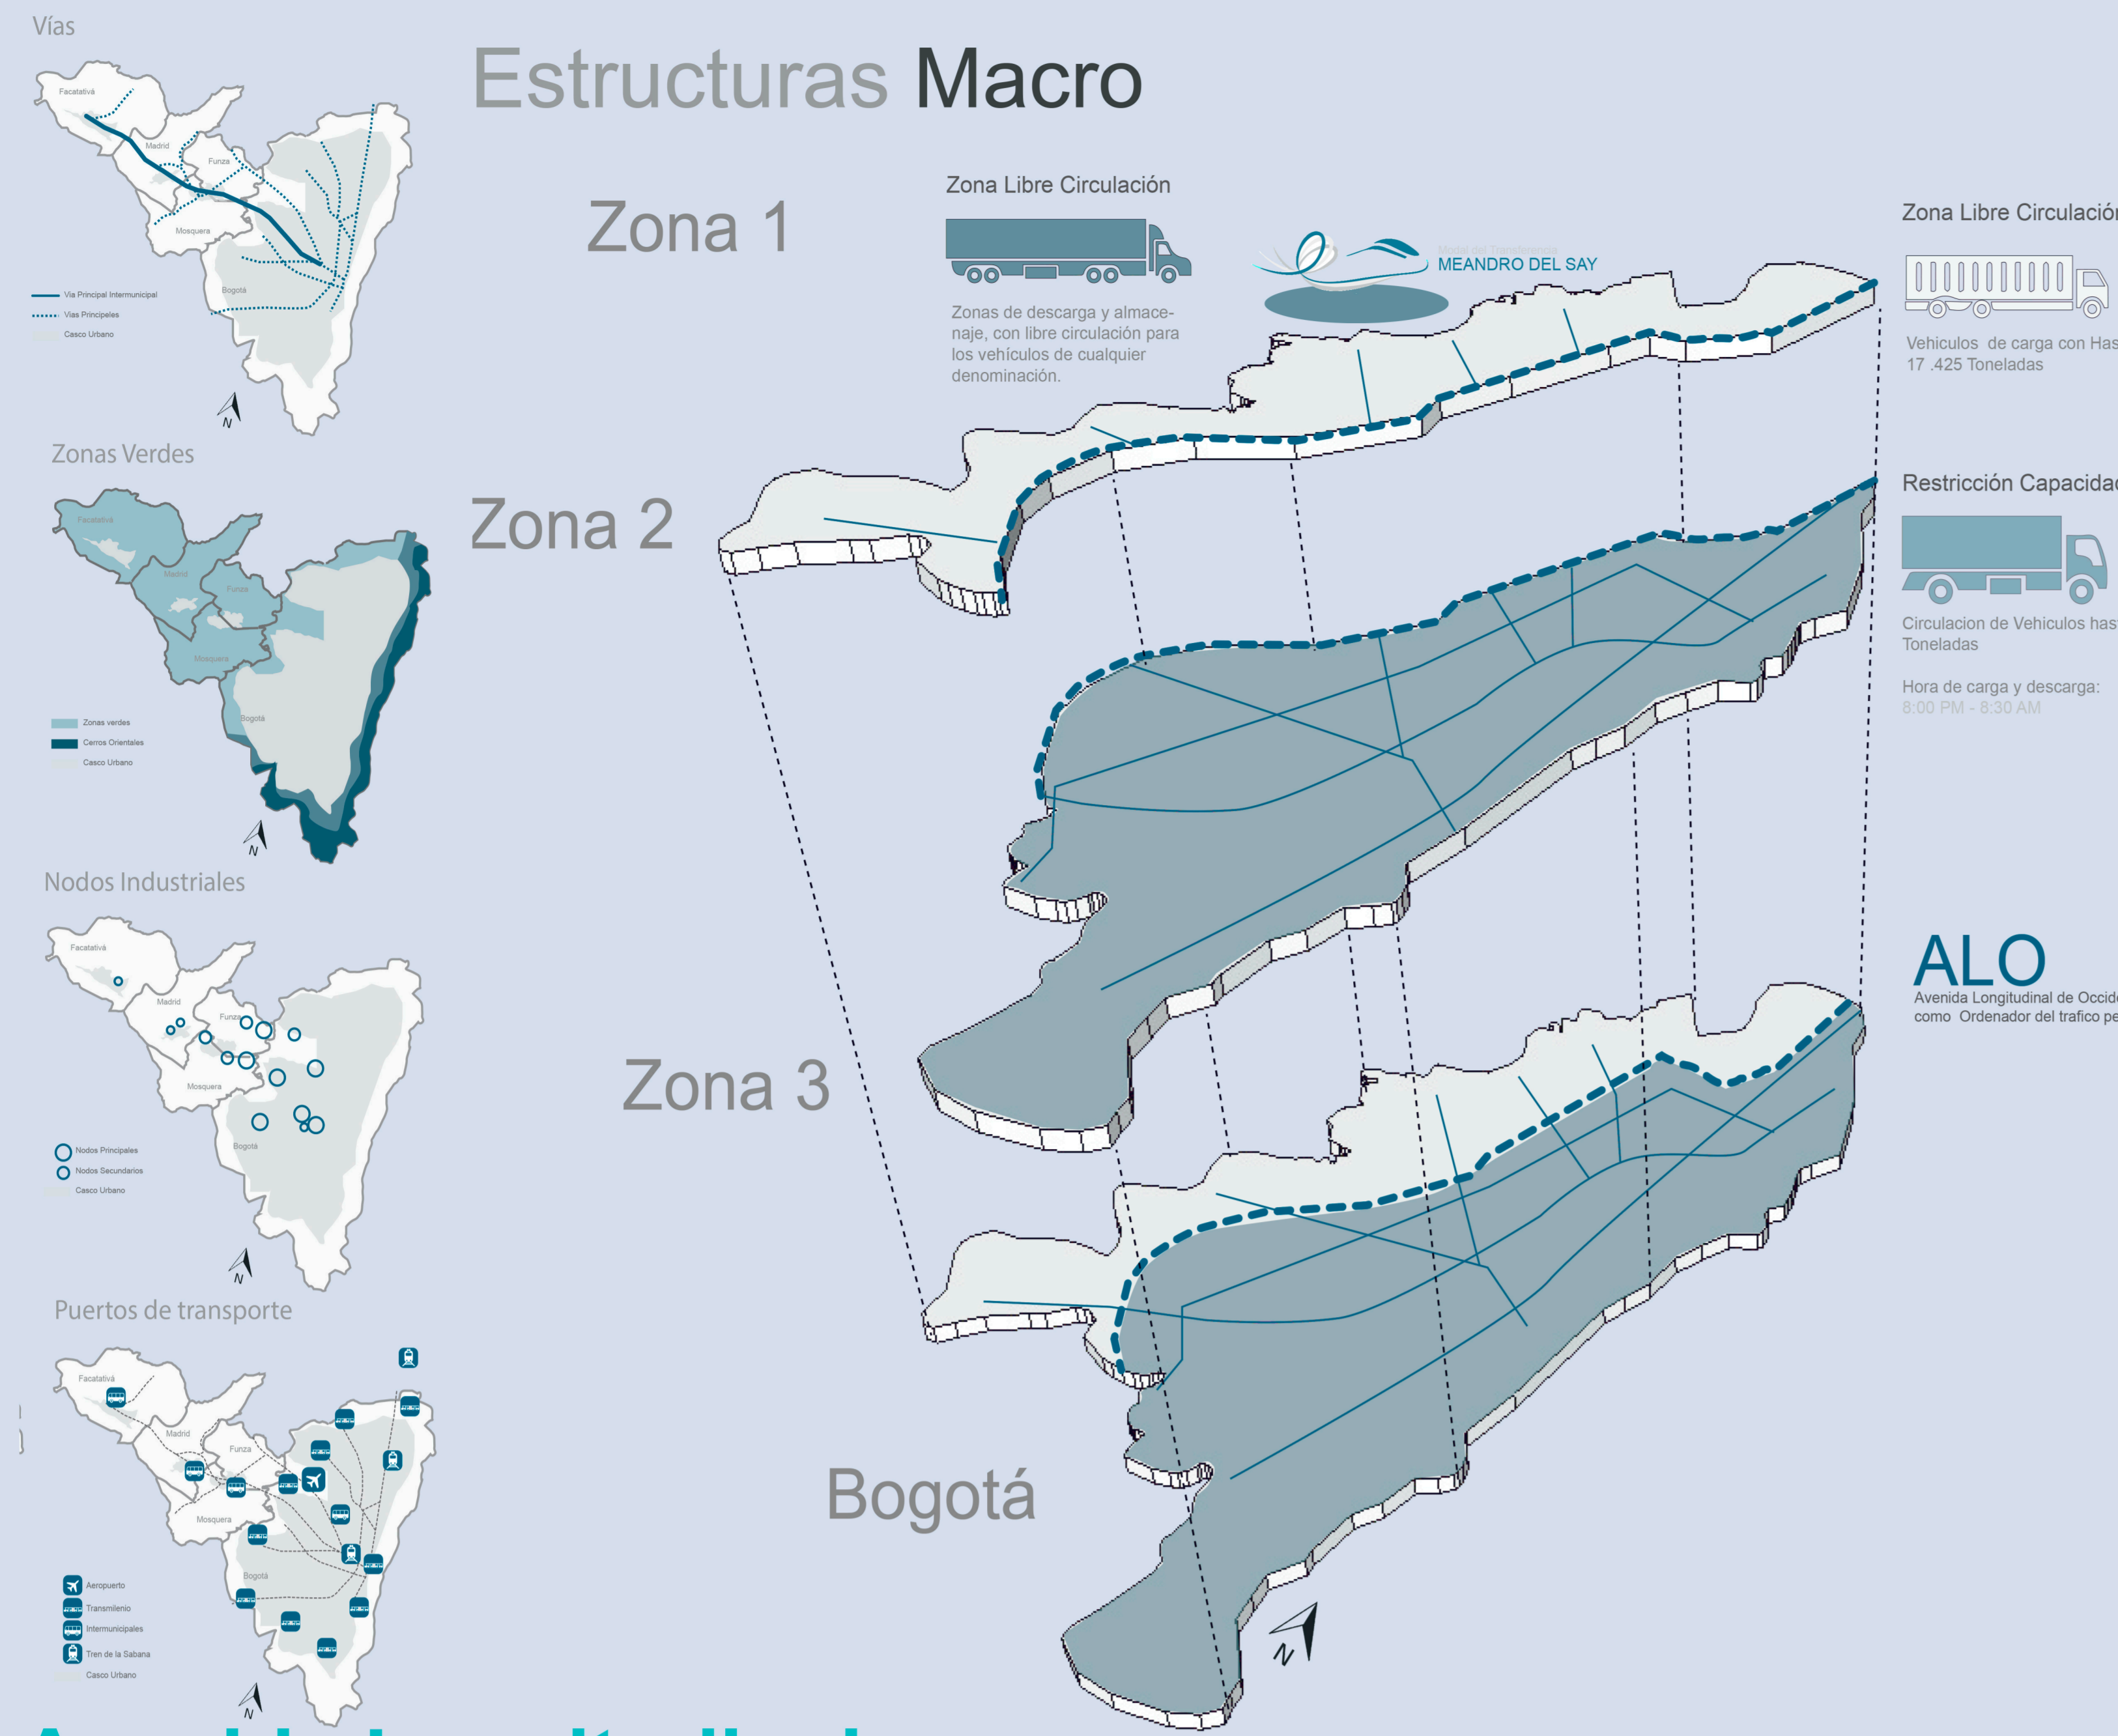 Vías
Facatativá
Madrid
Funza
Mosquera
Bogotá
Via Principal Intermunicipal
Vias Principeles
Casco Urbano
N
Zonas Verdes
Facatativá
Madrid
Funza
Mosquera
Bogotá
Zonas verdes
Cerros Orientales
Casco Urbano
N
Nodos Industriales
Facatativá
Madrid
Funza
Mosquera
Bogotá
Nodos Principales
Nodos Secundarios
Casco Urbano
N
Puertos de transporte
Facatativá
Madrid
Funza
Mosquera
Bogotá
Aeropuerto
Transmilenio
Intermunicipales
Tren de la Sabana
Casco Urbano
N
Estructuras Macro
Zona 1
Zona Libre Circulación
Zonas de descarga y almace-
naje, con libre circulación para
los vehículos de cualquier
denominación.
Modal del Transferencia
MEANDRO DEL SAY
Zona 2
Zona 3
Bogotá
N
Zona Libre Circulación
Vehiculos de carga con Has
17 .425 Toneladas
Restricción Capacidad
Circulacion de Vehiculos has
Toneladas
Hora de carga y descarga:
8:00 PM - 8:30 AM
ALO
Avenida Longitudinal de Occid
como Ordenador del trafico pe